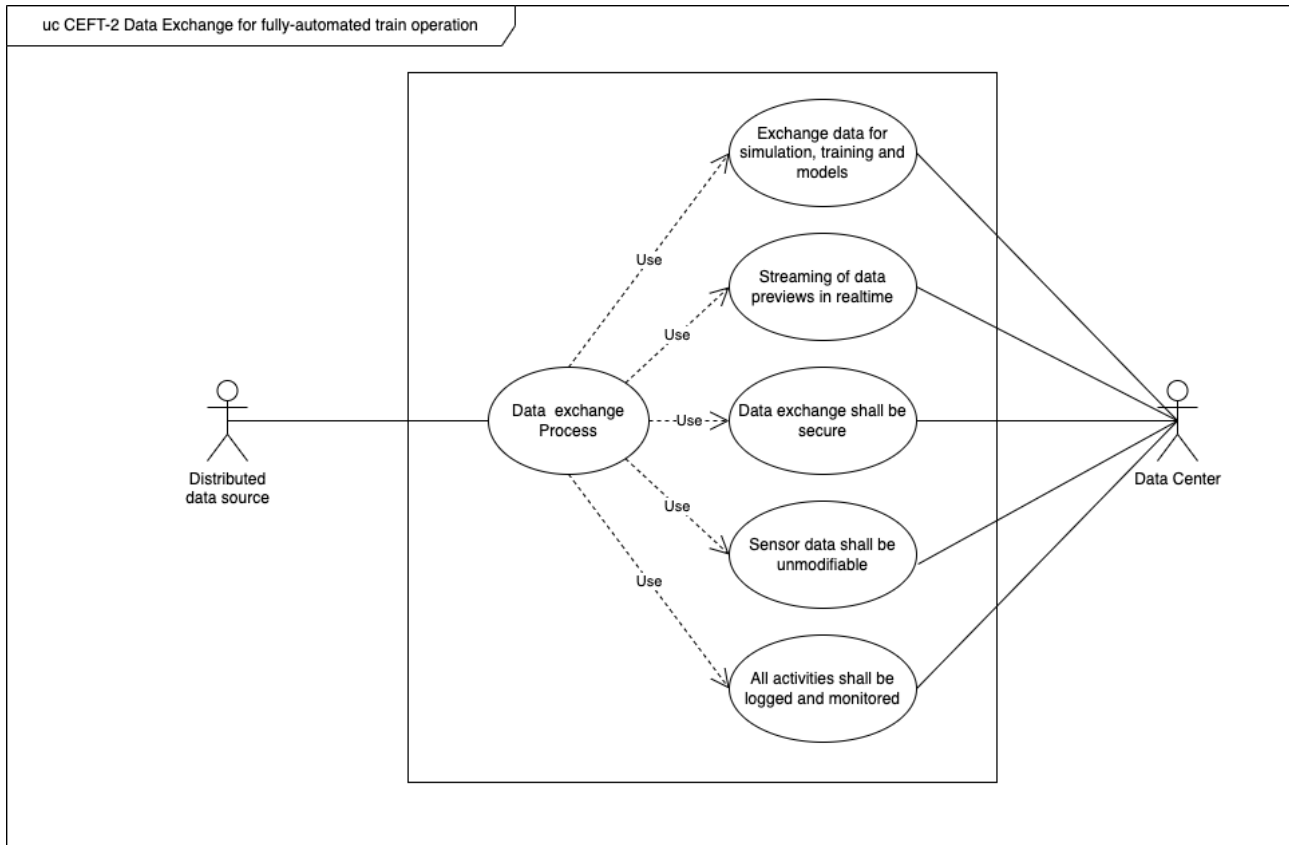 uc CEFT-2 Data Exchange for fully-automated train operation
Exchange data for
simulation, training and
models
Use
Streaming of data
previews in realtime
Use
Data exchange
Process
Use
Data exchange shall be
secure
Distributed
data source
Data Center
Use
Sensor data shall be
unmodifiable
Use
All activities shall be
logged and monitored